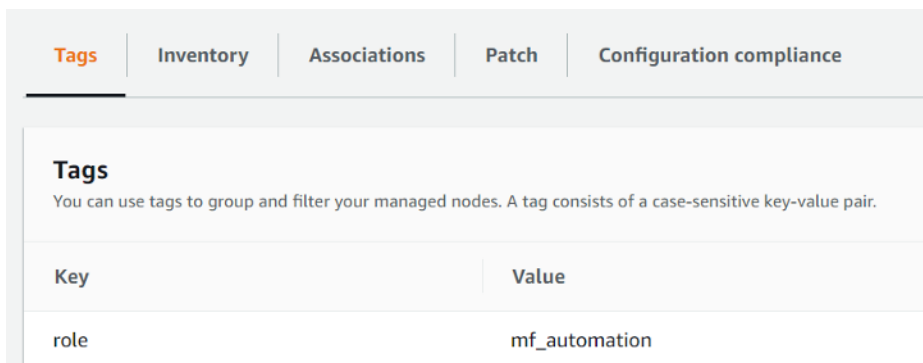 Tags Inventory Associations Patch Configuration compliance
Tags
You can use tags to group and filter your managed nodes. A tag consists of a case-sensitive key-value pair.
Key Value
role mf_automation